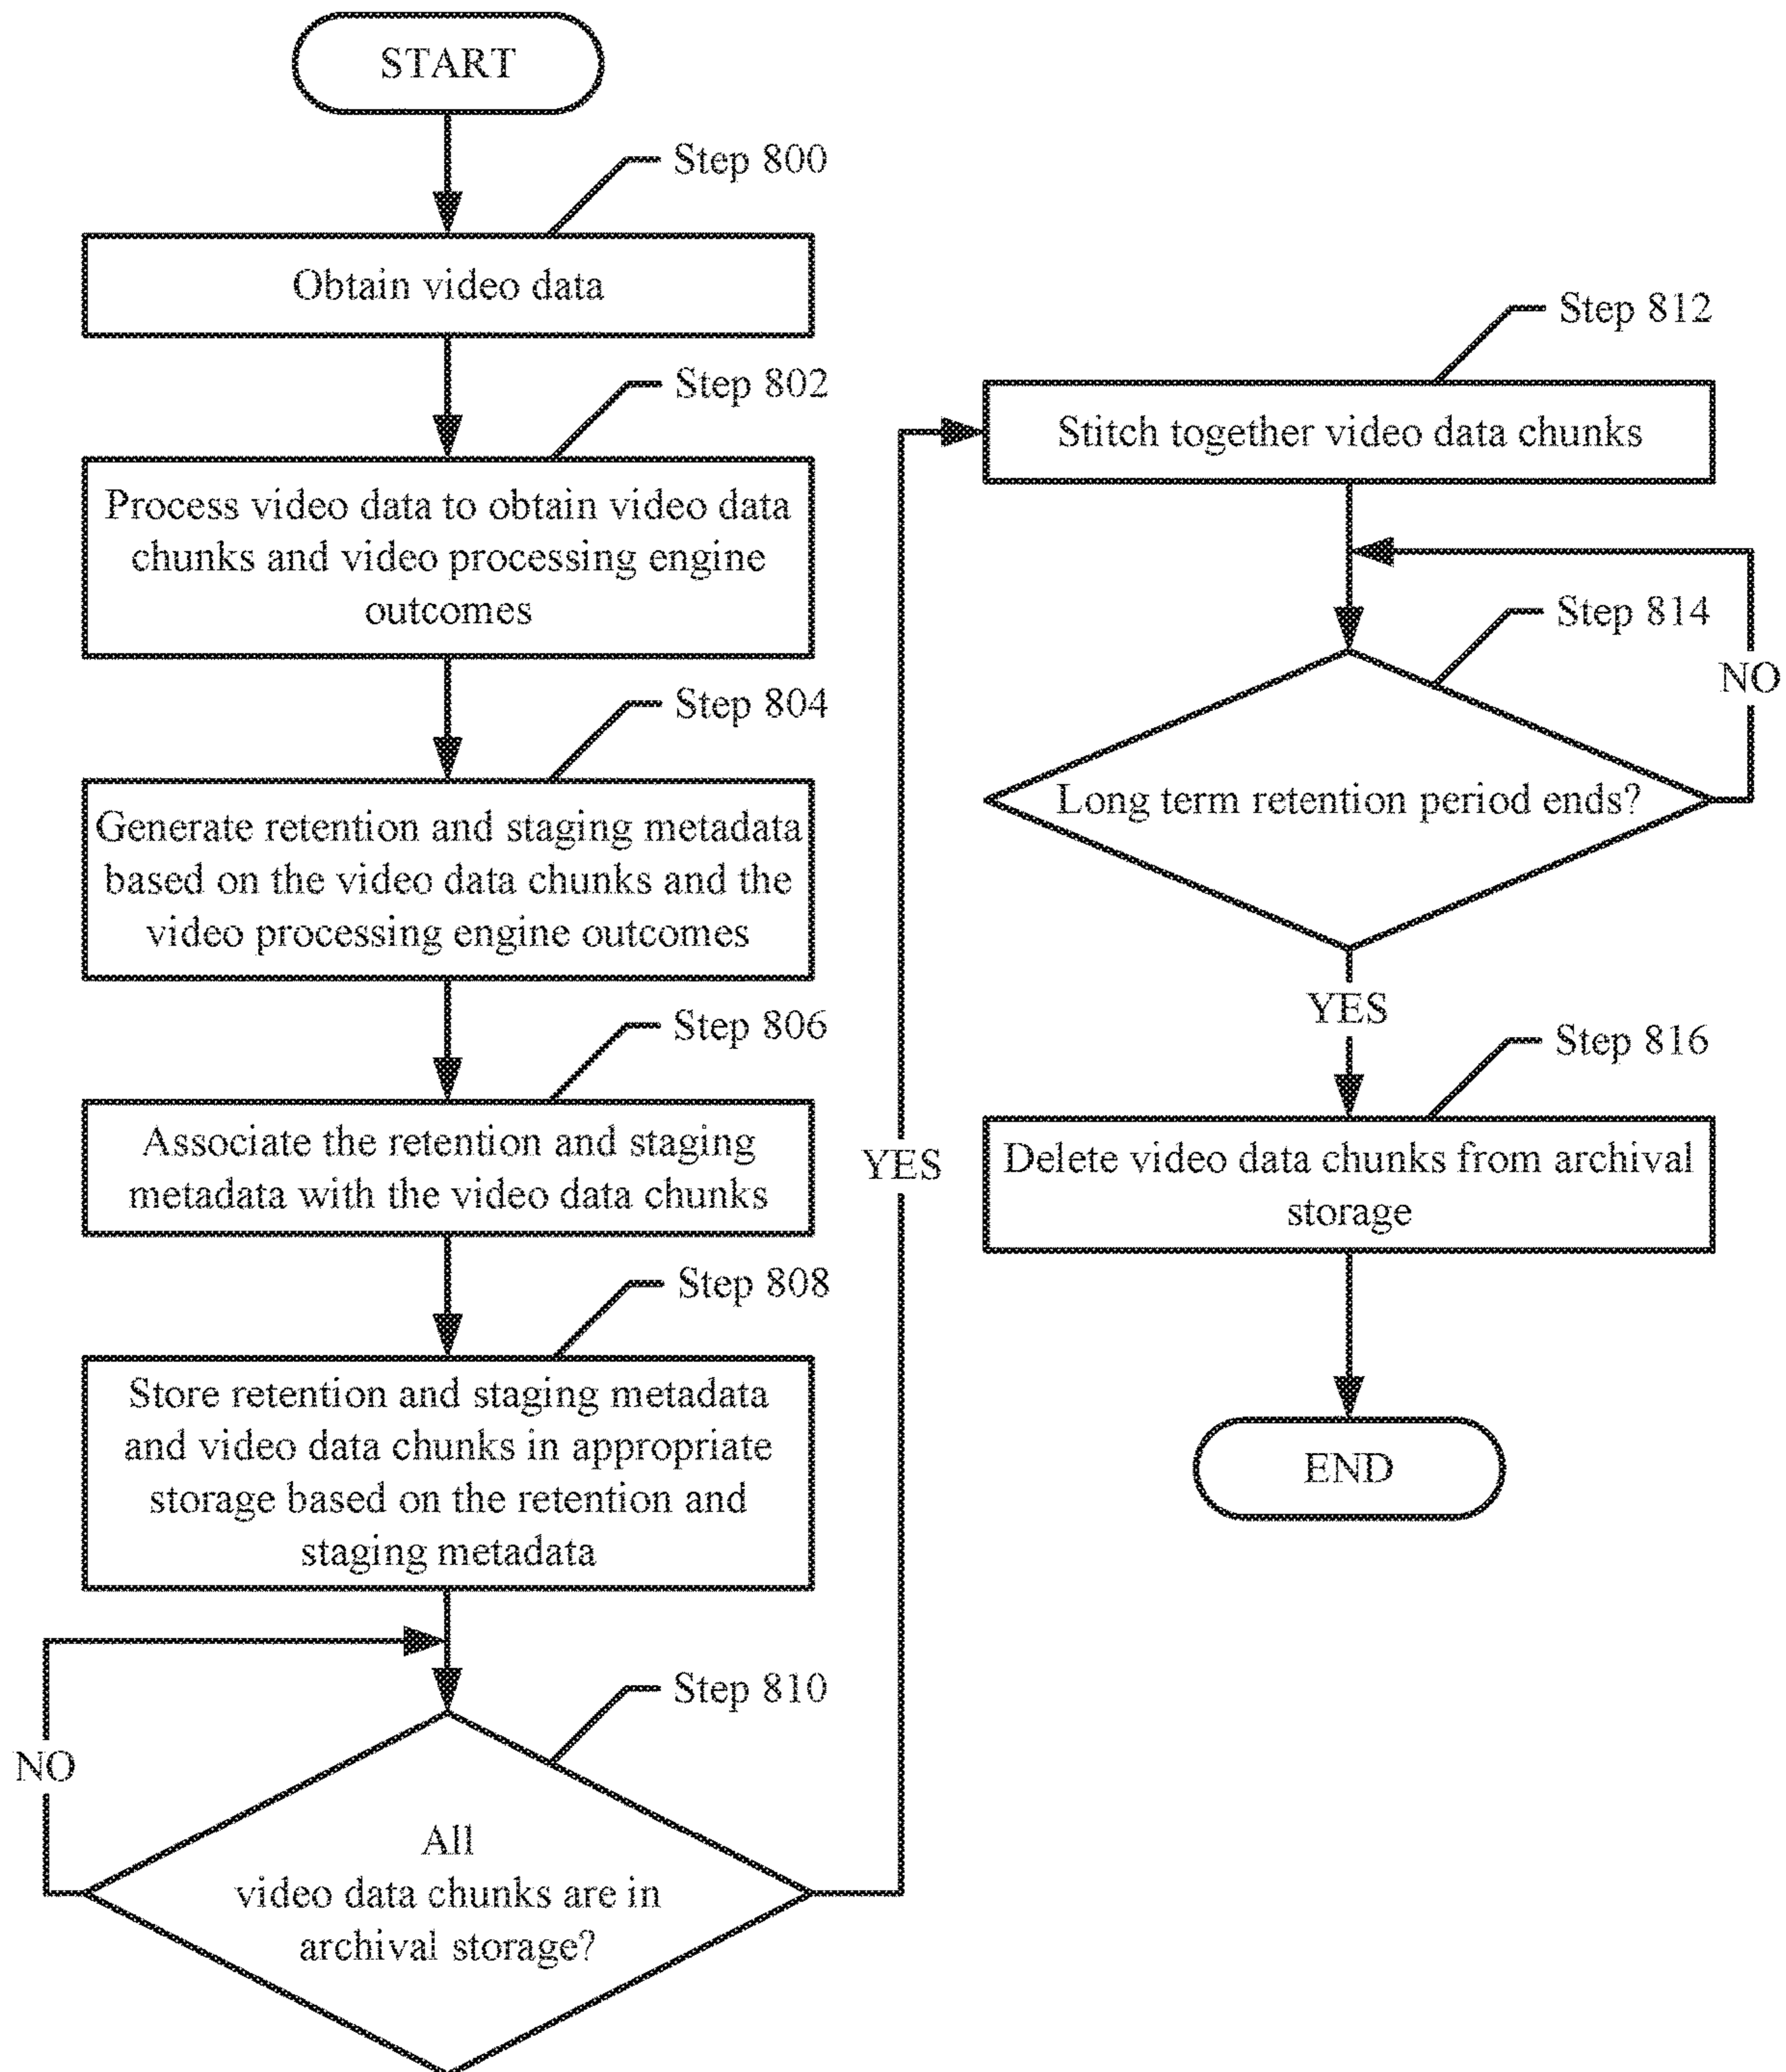 START
Step 800
Obtain video data
Step 802
Process video data to obtain video data
chunks and video processing engine
outcomes
Step 804
Generate retention and staging metadata
based on the video data chunks and the
video processing engine outcomes
Step 806
Associate the retention and staging
metadata with the video data chunks
Step 808
Store retention and staging metadata
and video data chunks in appropriate
storage based on the retention and
staging metadata
Step 810
NO
All
video data chunks are in
archival storage?
YES
Step 812
Stitch together video data chunks
Step 814
NO
Long term retention period ends?
YES
Step 816
Delete video data chunks from archival
storage
END